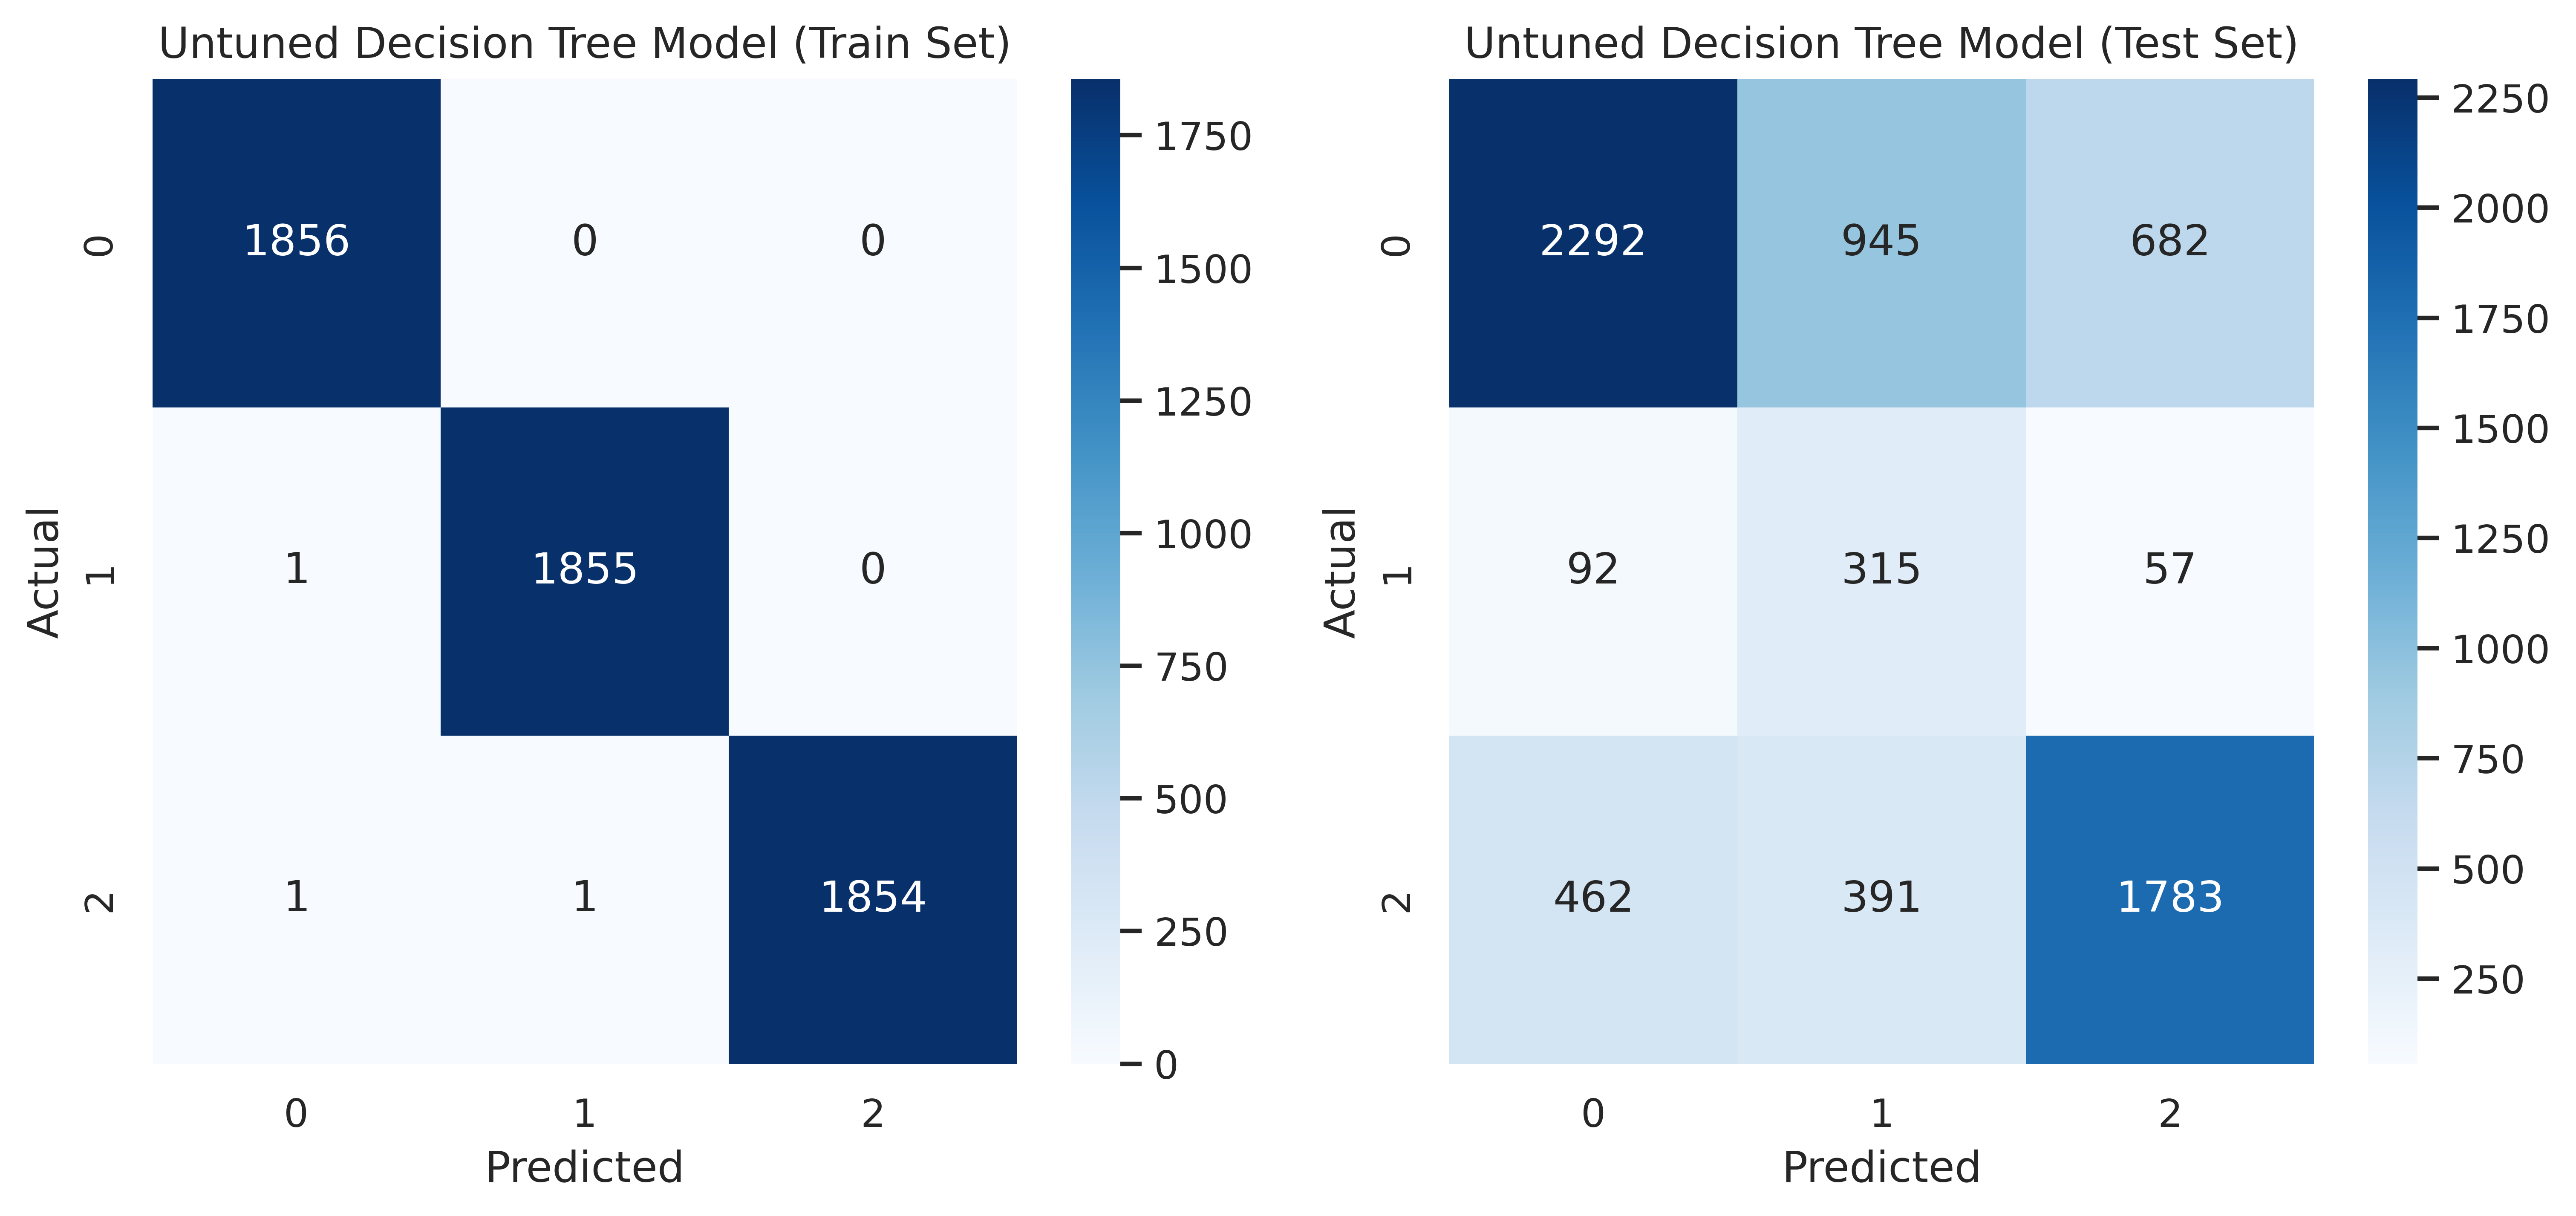 Untuned Decision Tree Model (Train Set)
Actual
0
1
2
1856 0 0
1 1855 0
1 1 1854
0 1 2
Predicted
1750
1500
1250
1000
750
500
250
0
Untuned Decision Tree Model (Test Set)
Actual
0
1
2
2292 945 682
92 315 57
462 391 1783
0 1 2
Predicted
2250
2000
1750
1500
1250
1000
750
500
250